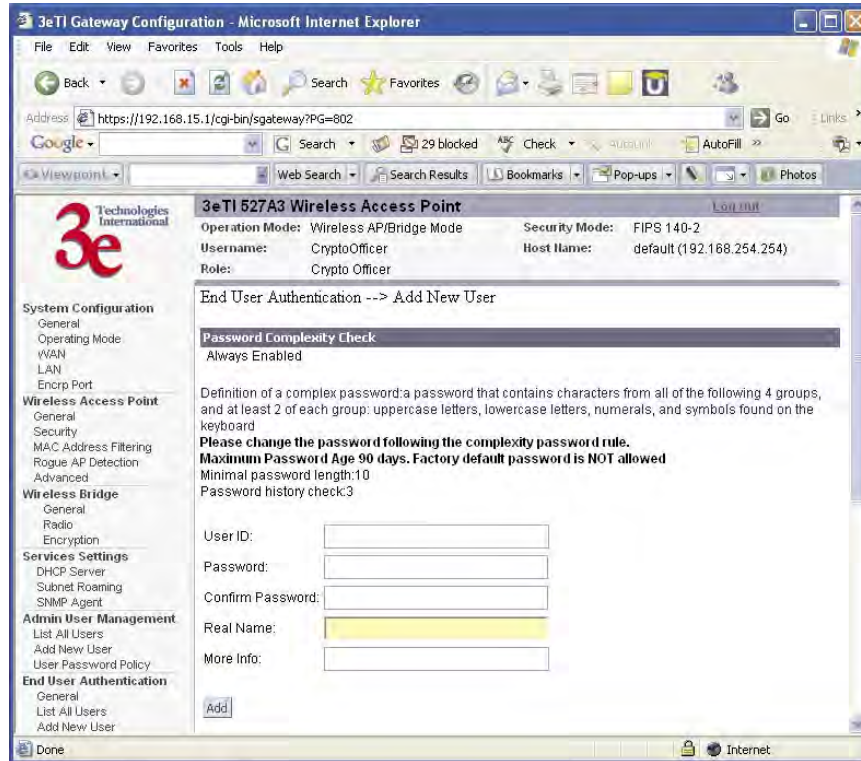 3eTI Gateway Configuration - Microsoft Internet Explorer
File Edit View Favorites Tools Help
Back Search Favorites
Address https://192.168.15.1/cgi-bin/sgateway?PG=802 Go Links
Google Search 29 blocked Check AutoFill
Viewpoint Web Search Search Results Bookmarks Pop-ups Photos
3e Technologies International
3eTI 527A3 Wireless Access Point Log out
Operation Mode: Wireless AP/Bridge Mode Security Mode: FIPS 140-2
Username: CryptoOfficer Host Name: default (192.168.254.254)
Role: Crypto Officer
System Configuration
General
Operating Mode
WAN
LAN
Encrp Port
Wireless Access Point
General
Security
MAC Address Filtering
Rogue AP Detection
Advanced
Wireless Bridge
General
Radio
Encryption
Services Settings
DHCP Server
Subnet Roaming
SNMP Agent
Admin User Management
List All Users
Add New User
User Password Policy
End User Authentication
General
List All Users
Add New User
End User Authentication --> Add New User
Password Complexity Check
Always Enabled
Definition of a complex password:a password that contains characters from all of the following 4 groups,
and at least 2 of each group: uppercase letters, lowercase letters, numerals, and symbols found on the
keyboard
Please change the password following the complexity password rule.
Maximum Password Age 90 days. Factory default password is NOT allowed
Minimal password length:10
Password history check:3
User ID:
Password:
Confirm Password:
Real Name:
More Info:
Add
Done Internet